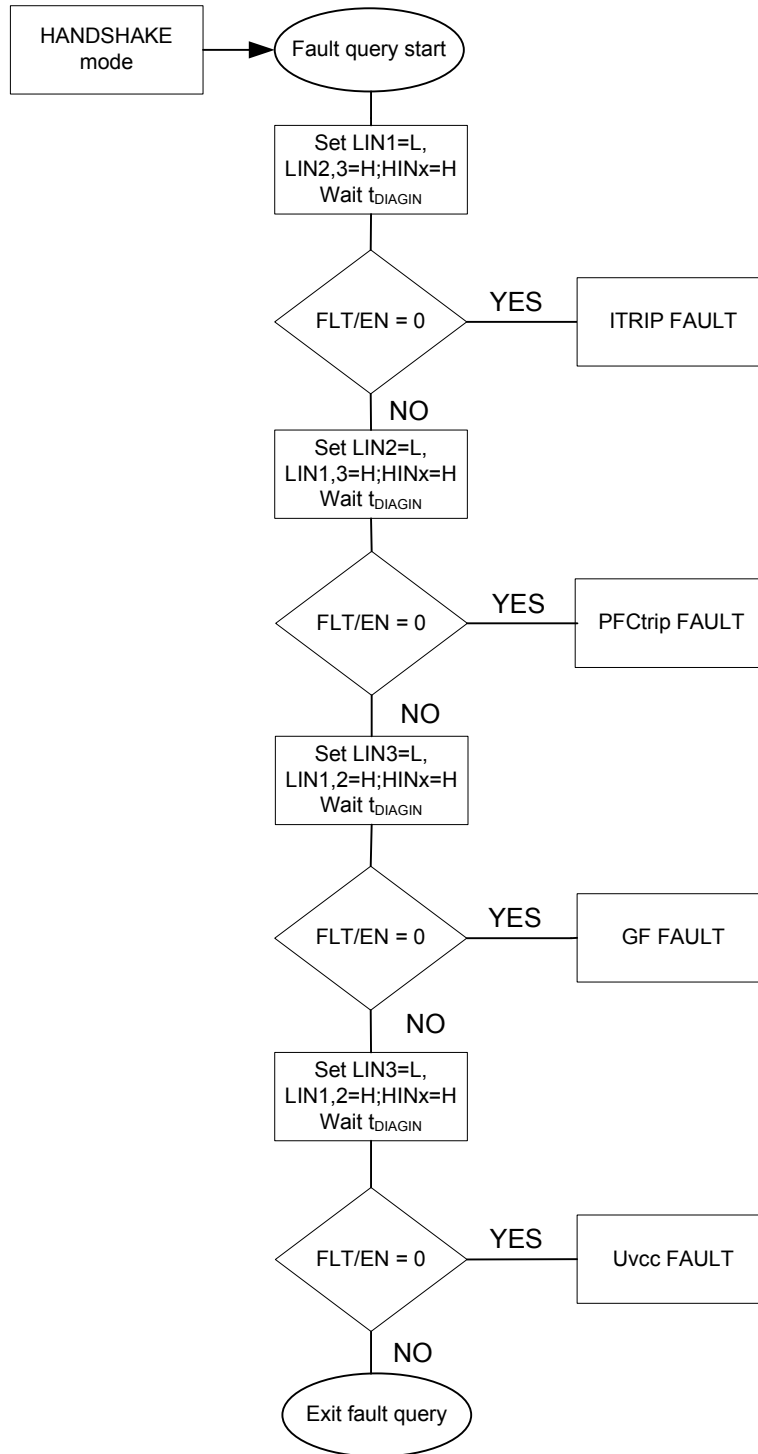 HANDSHAKE
mode
Fault query start
Set LIN1=L,
LIN2,3=H;HINx=H
Wait tDIAGIN
FLT/EN = 0
YES
ITRIP FAULT
NO
Set LIN2=L,
LIN1,3=H;HINx=H
Wait tDIAGIN
FLT/EN = 0
YES
PFCtrip FAULT
NO
Set LIN3=L,
LIN1,2=H;HINx=H
Wait tDIAGIN
FLT/EN = 0
YES
GF FAULT
NO
Set LIN3=L,
LIN1,2=H;HINx=H
Wait tDIAGIN
FLT/EN = 0
YES
Uvcc FAULT
NO
Exit fault query